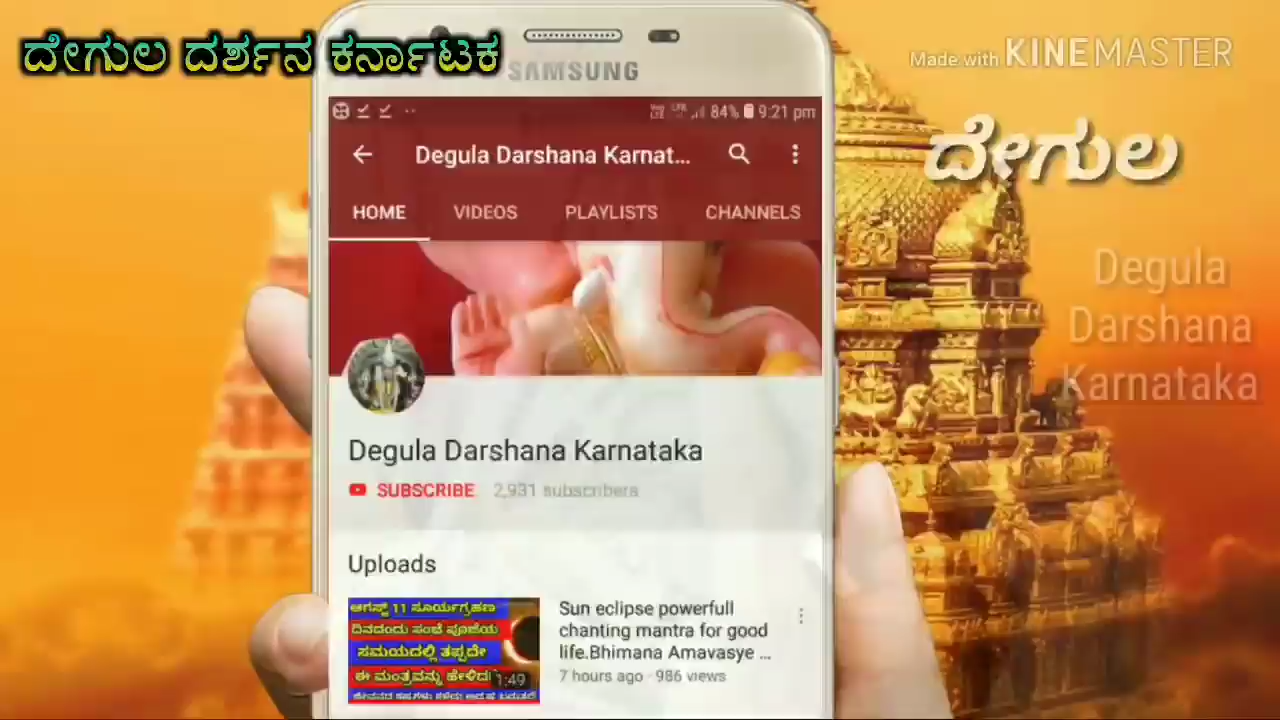 ದೇಗುಲ ದರ್ಶನ ಕರ್ನಾಟಕ
Made with KINEMASTER
SAMSUNG
84% 9:21 pm
ದೇಗುಲ
Degula Darshana Karnat...
HOME VIDEOS PLAYLISTS CHANNELS
Degula
Darshana
Karnataka
Degula Darshana Karnataka
SUBSCRIBE 2,931 subscribers
Uploads
ಆಗಸ್ಟ್ 11 ಸೂರ್ಯಗ್ರಹಣ
ದಿನದಂದು ಸಂಜೆ ಪೂಜೆಯ
ಸಮಯದಲ್ಲಿ ತಪ್ಪದೇ
ಈ ಮಂತ್ರವನ್ನು
1:49
Sun eclipse powerfull
chanting mantra for good
life.Bhimana Amavasye ...
7 hours ago · 986 views